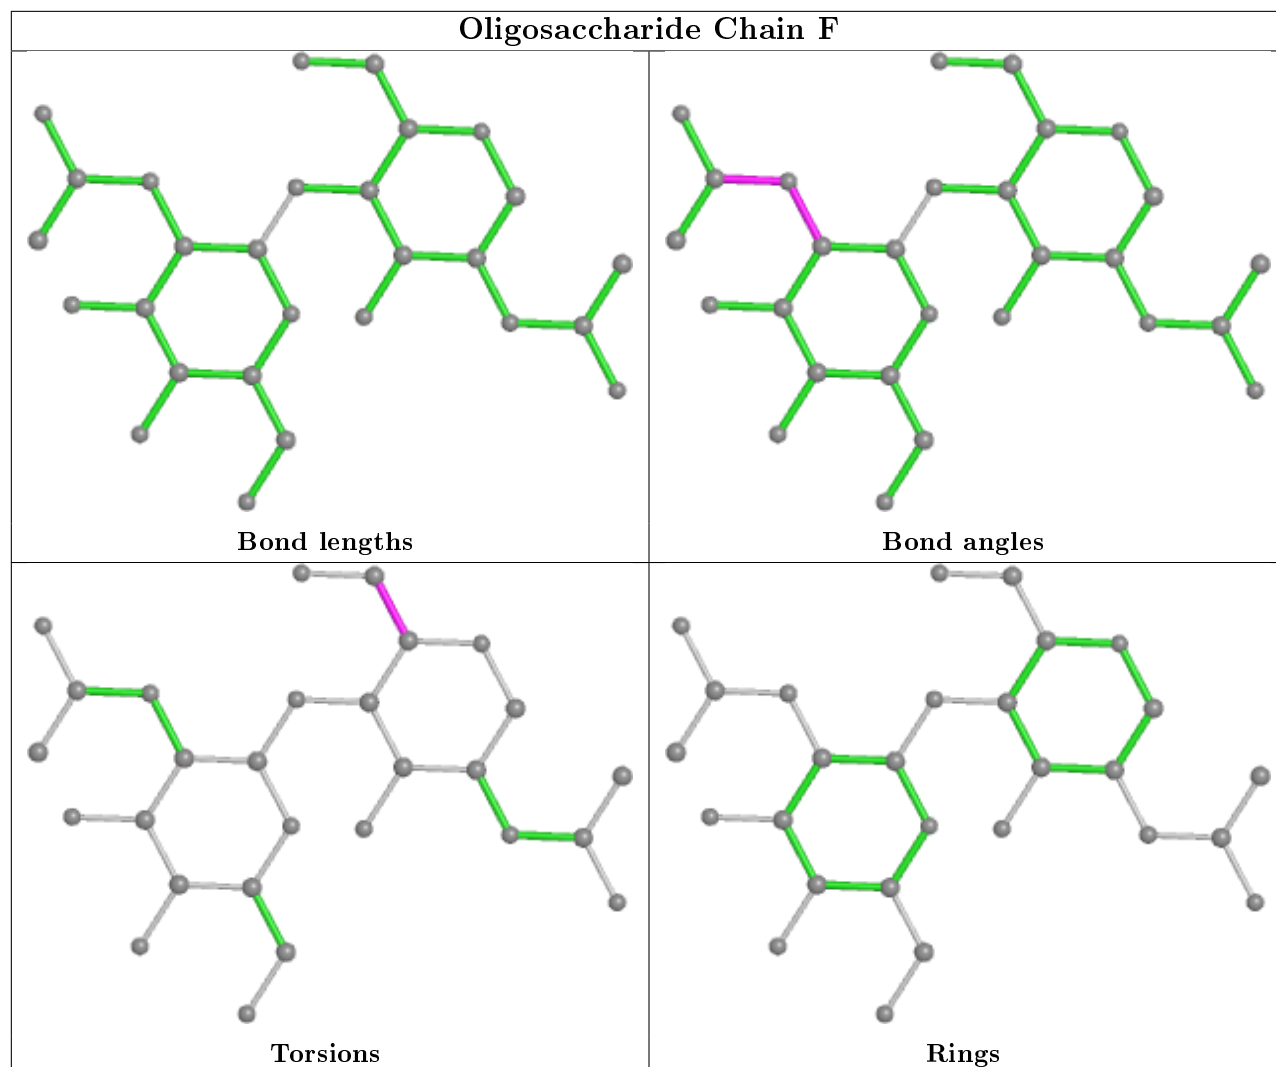 Oligosaccharide Chain F
Bond lengths
Bond angles
Torsions
Rings